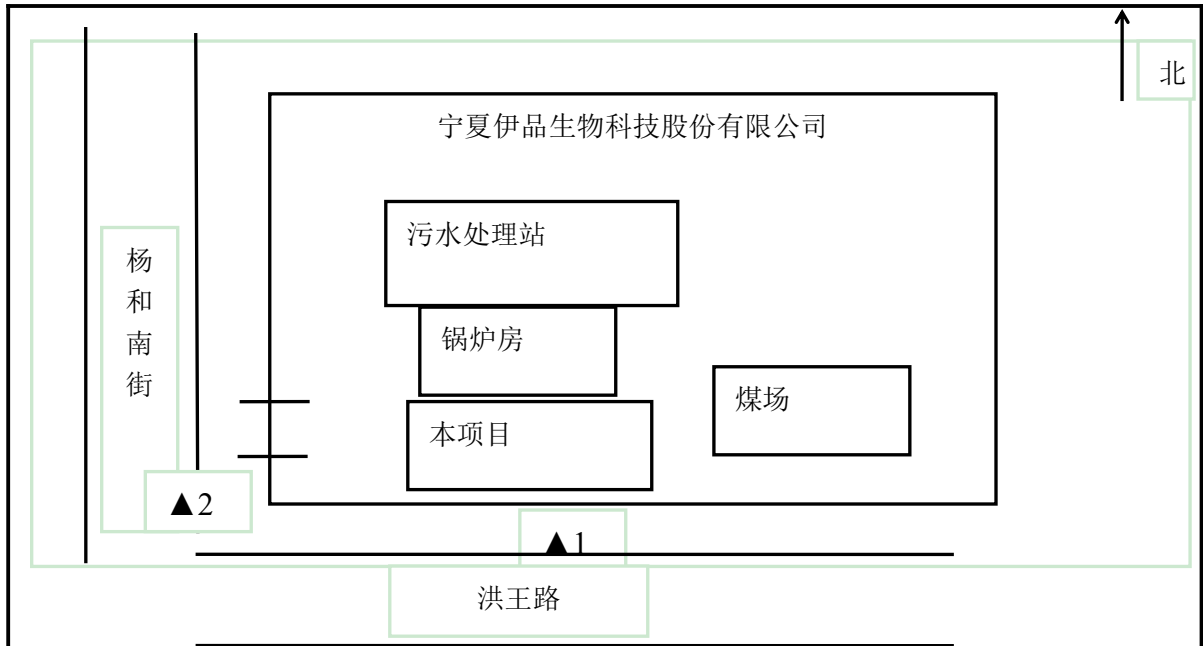 北
宁夏伊品生物科技股份有限公司
污水处理站
杨和南街
锅炉房
煤场
本项目
▲2
▲1
洪王路